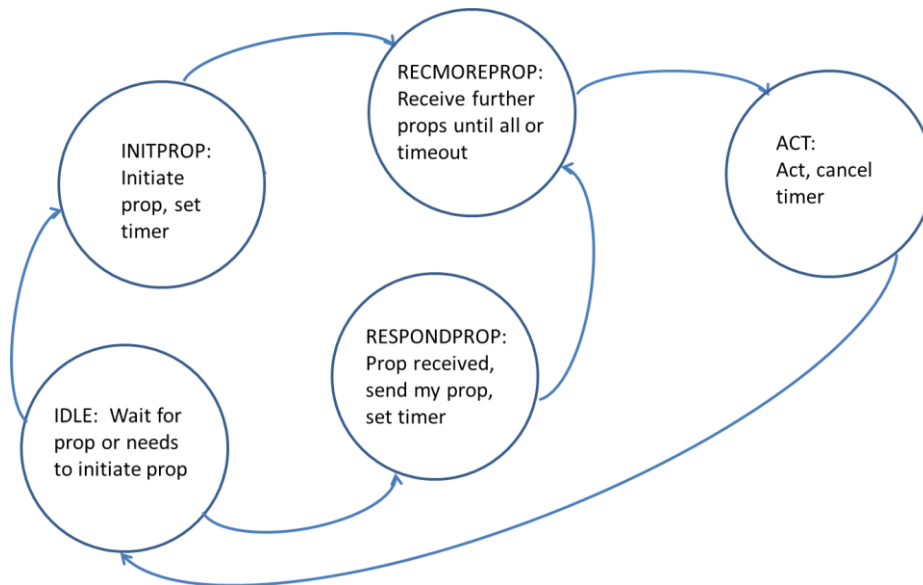 RECMOREPROP:
Receive further
props until all or
timeout
ACT:
Act, cancel
timer
INITPROP:
Initiate
prop, set
timer
RESPONDPROP:
Prop received,
send my prop,
set timer
IDLE:  Wait for
prop or needs
to initiate prop